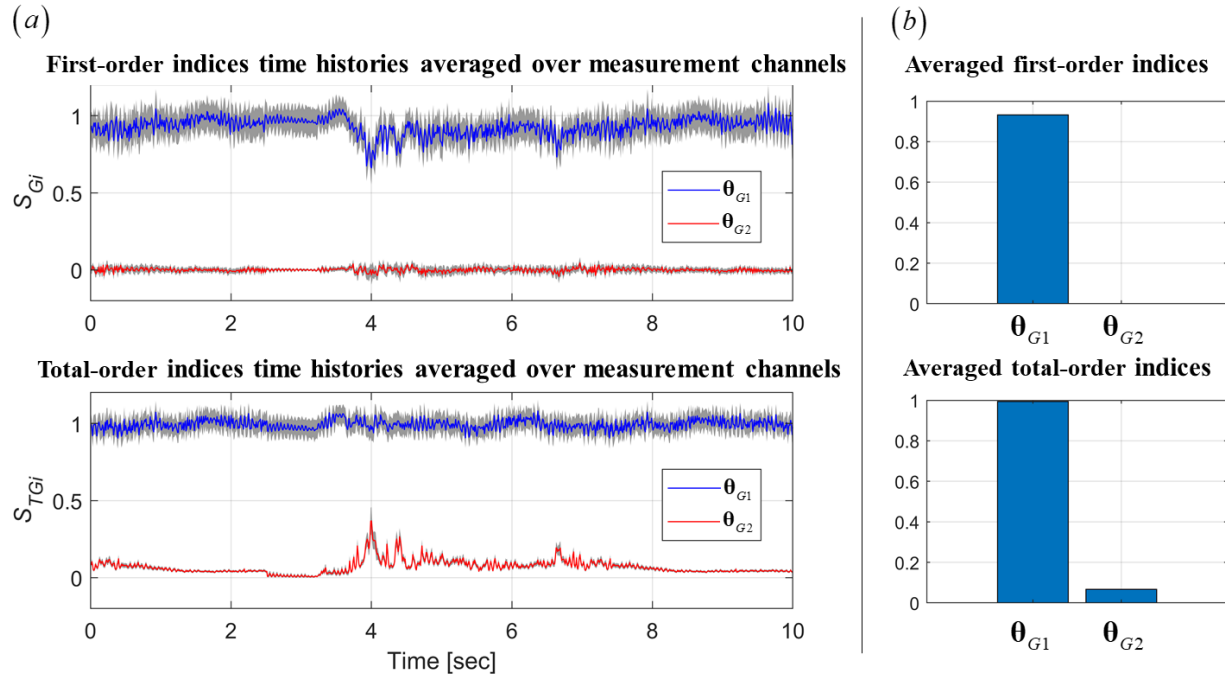 (a)
First-order indices time histories averaged over measurement channels
S_Gi
1
0.5
0
θ_G1
θ_G2
0 2 4 6 8 10
Total-order indices time histories averaged over measurement channels
S_TGi
1
0.5
0
θ_G1
θ_G2
0 2 4 6 8 10
Time [sec]
(b)
Averaged first-order indices
1
0.8
0.6
0.4
0.2
0
θ_G1 θ_G2
Averaged total-order indices
1
0.8
0.6
0.4
0.2
0
θ_G1 θ_G2